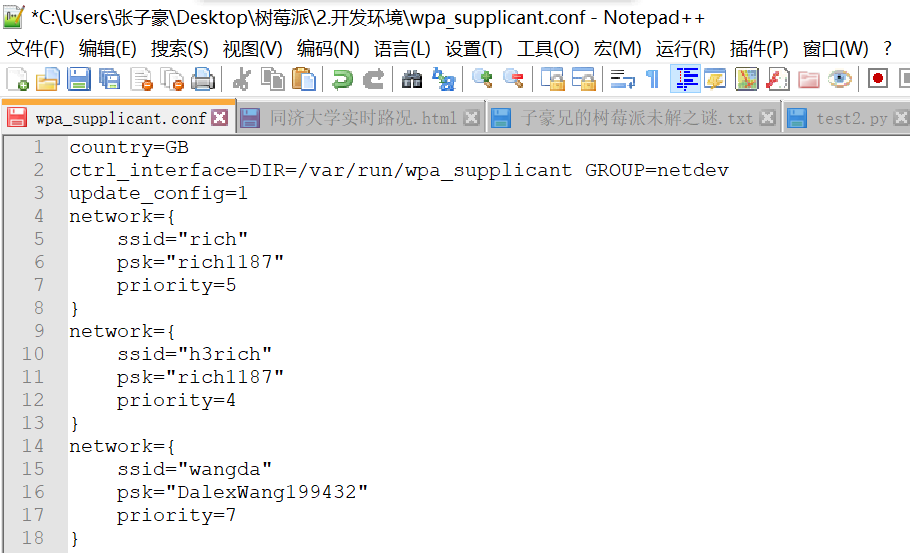 *C:\Users\张子豪\Desktop\树莓派\2.开发环境\wpa_supplicant.conf - Notepad++
文件(F) 编辑(E) 搜索(S) 视图(V) 编码(N) 语言(L) 设置(T) 工具(O) 宏(M) 运行(R) 插件(P) 窗口(W) ?
wpa_supplicant.conf 同济大学实时路况.html 子豪兄的树莓派未解之谜.txt test2.py
1 country=GB
2 ctrl_interface=DIR=/var/run/wpa_supplicant GROUP=netdev
3 update_config=1
4 network={
5 ssid="rich"
6 psk="rich1187"
7 priority=5
8 }
9 network={
10 ssid="h3rich"
11 psk="rich1187"
12 priority=4
13 }
14 network={
15 ssid="wangda"
16 psk="DalexWang199432"
17 priority=7
18 }